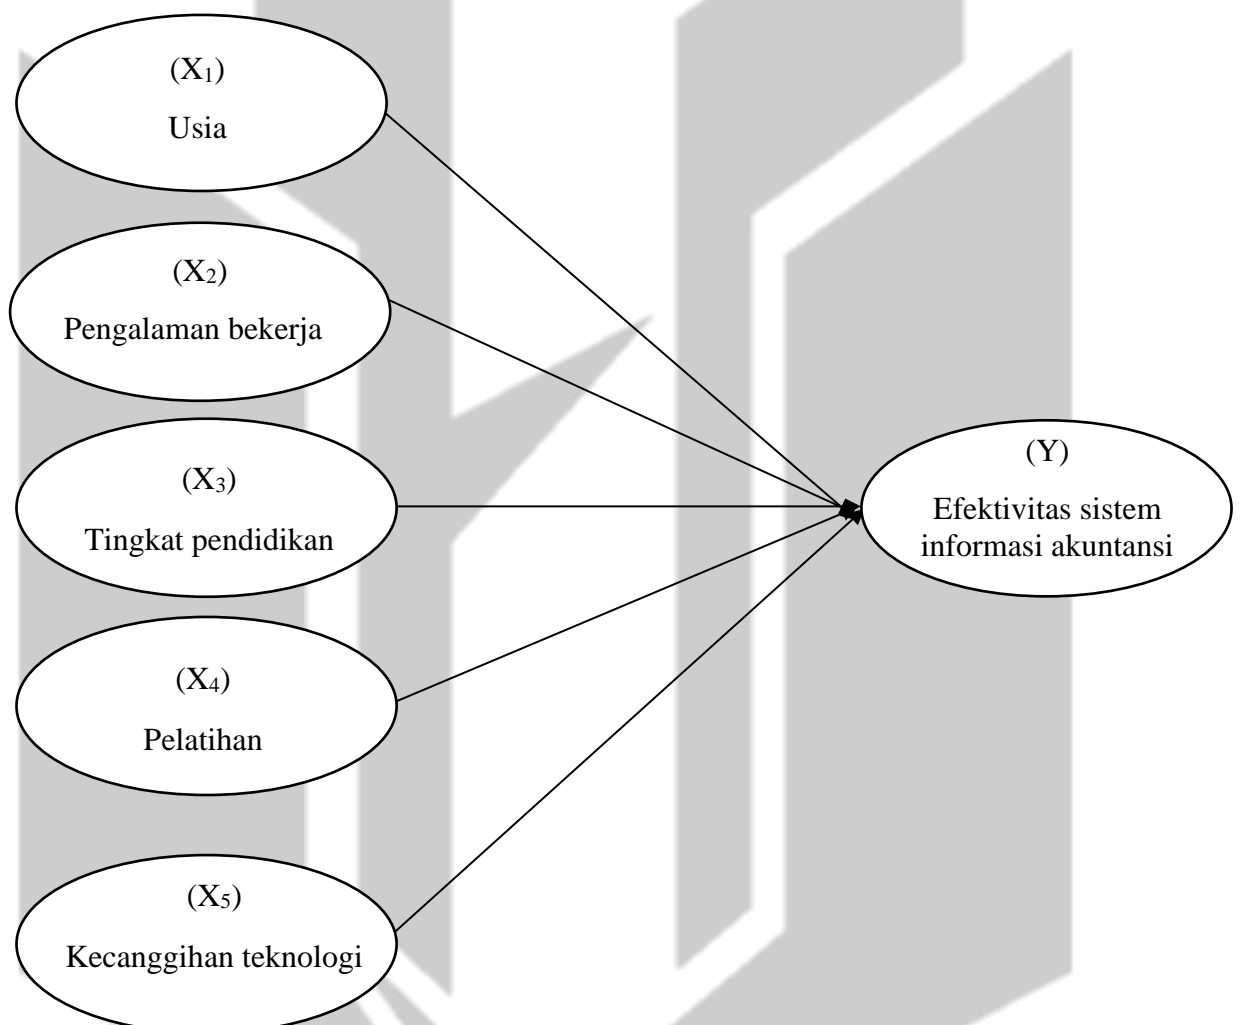 (X₁)
Usia
(X₂)
Pengalaman bekerja
(X₃)
Tingkat pendidikan
(X₄)
Pelatihan
(X₅)
Kecanggihan teknologi
(Y)
Efektivitas sistem
informasi akuntansi